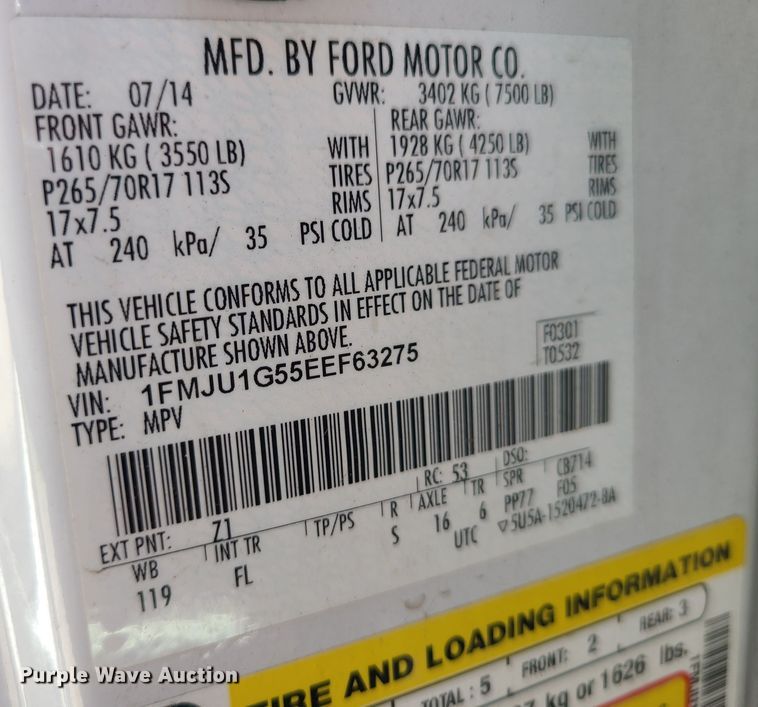 MFD. BY FORD MOTOR CO.
DATE: 07/14 GVWR: 3402 KG ( 7500 LB)
FRONT GAWR: REAR GAWR:
1610 KG ( 3550 LB) WITH 1928 KG ( 4250 LB) WITH
P265/70R17 113S TIRES P265/70R17 113S TIRES
17x7.5 RIMS 17x7.5 RIMS
AT 240 kPa/ 35 PSI COLD AT 240 kPa/ 35 PSI COLD
THIS VEHICLE CONFORMS TO ALL APPLICABLE FEDERAL MOTOR
VEHICLE SAFETY STANDARDS IN EFFECT ON THE DATE OF
MANUFACTURE SHOWN ABOVE.
F0301
T0532
VIN: 1FMJU1G55EEF63275
TYPE: MPV
EXT PNT: Z1 RC: 53 DSO:
WB INT TR TP/PS R AXLE TR SPR CB714
119 FL S 16 6 PP77 F05
UTC ▽5U5A-1520472-BA
TIRE AND LOADING INFORMATION
TOTAL : 5 FRONT: 2 REAR: 3
kg or 1626 lbs.
Purple Wave Auction